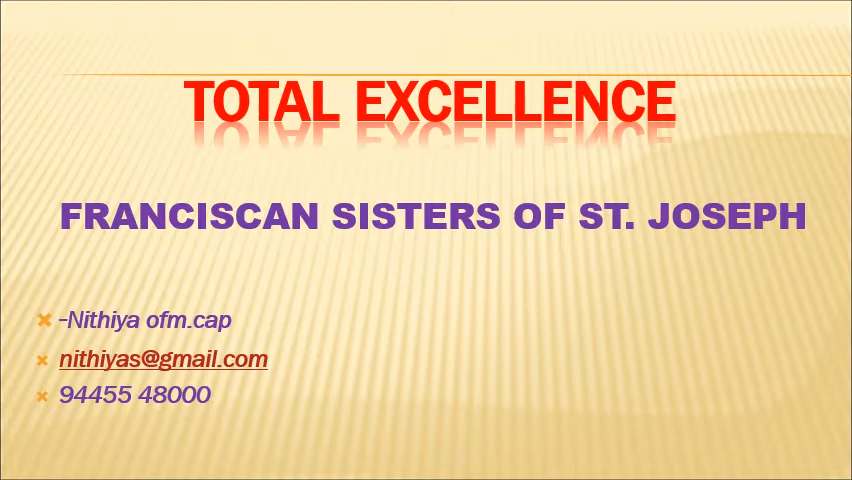 TOTAL EXCELLENCE
FRANCISCAN SISTERS OF ST. JOSEPH
-Nithiya ofm.cap
nithiyas@gmail.com
94455 48000